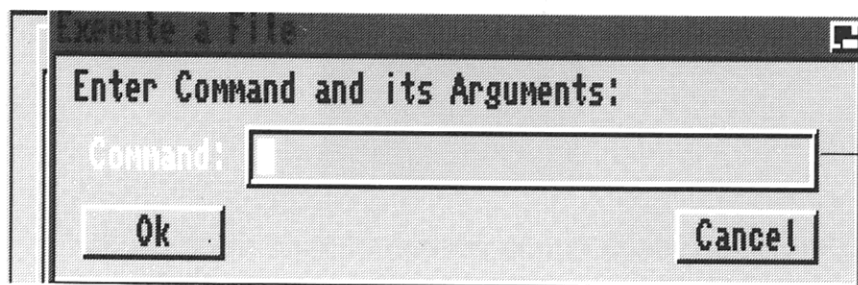 Execute a File
Enter Command and its Arguments:
Command:
Ok
Cancel